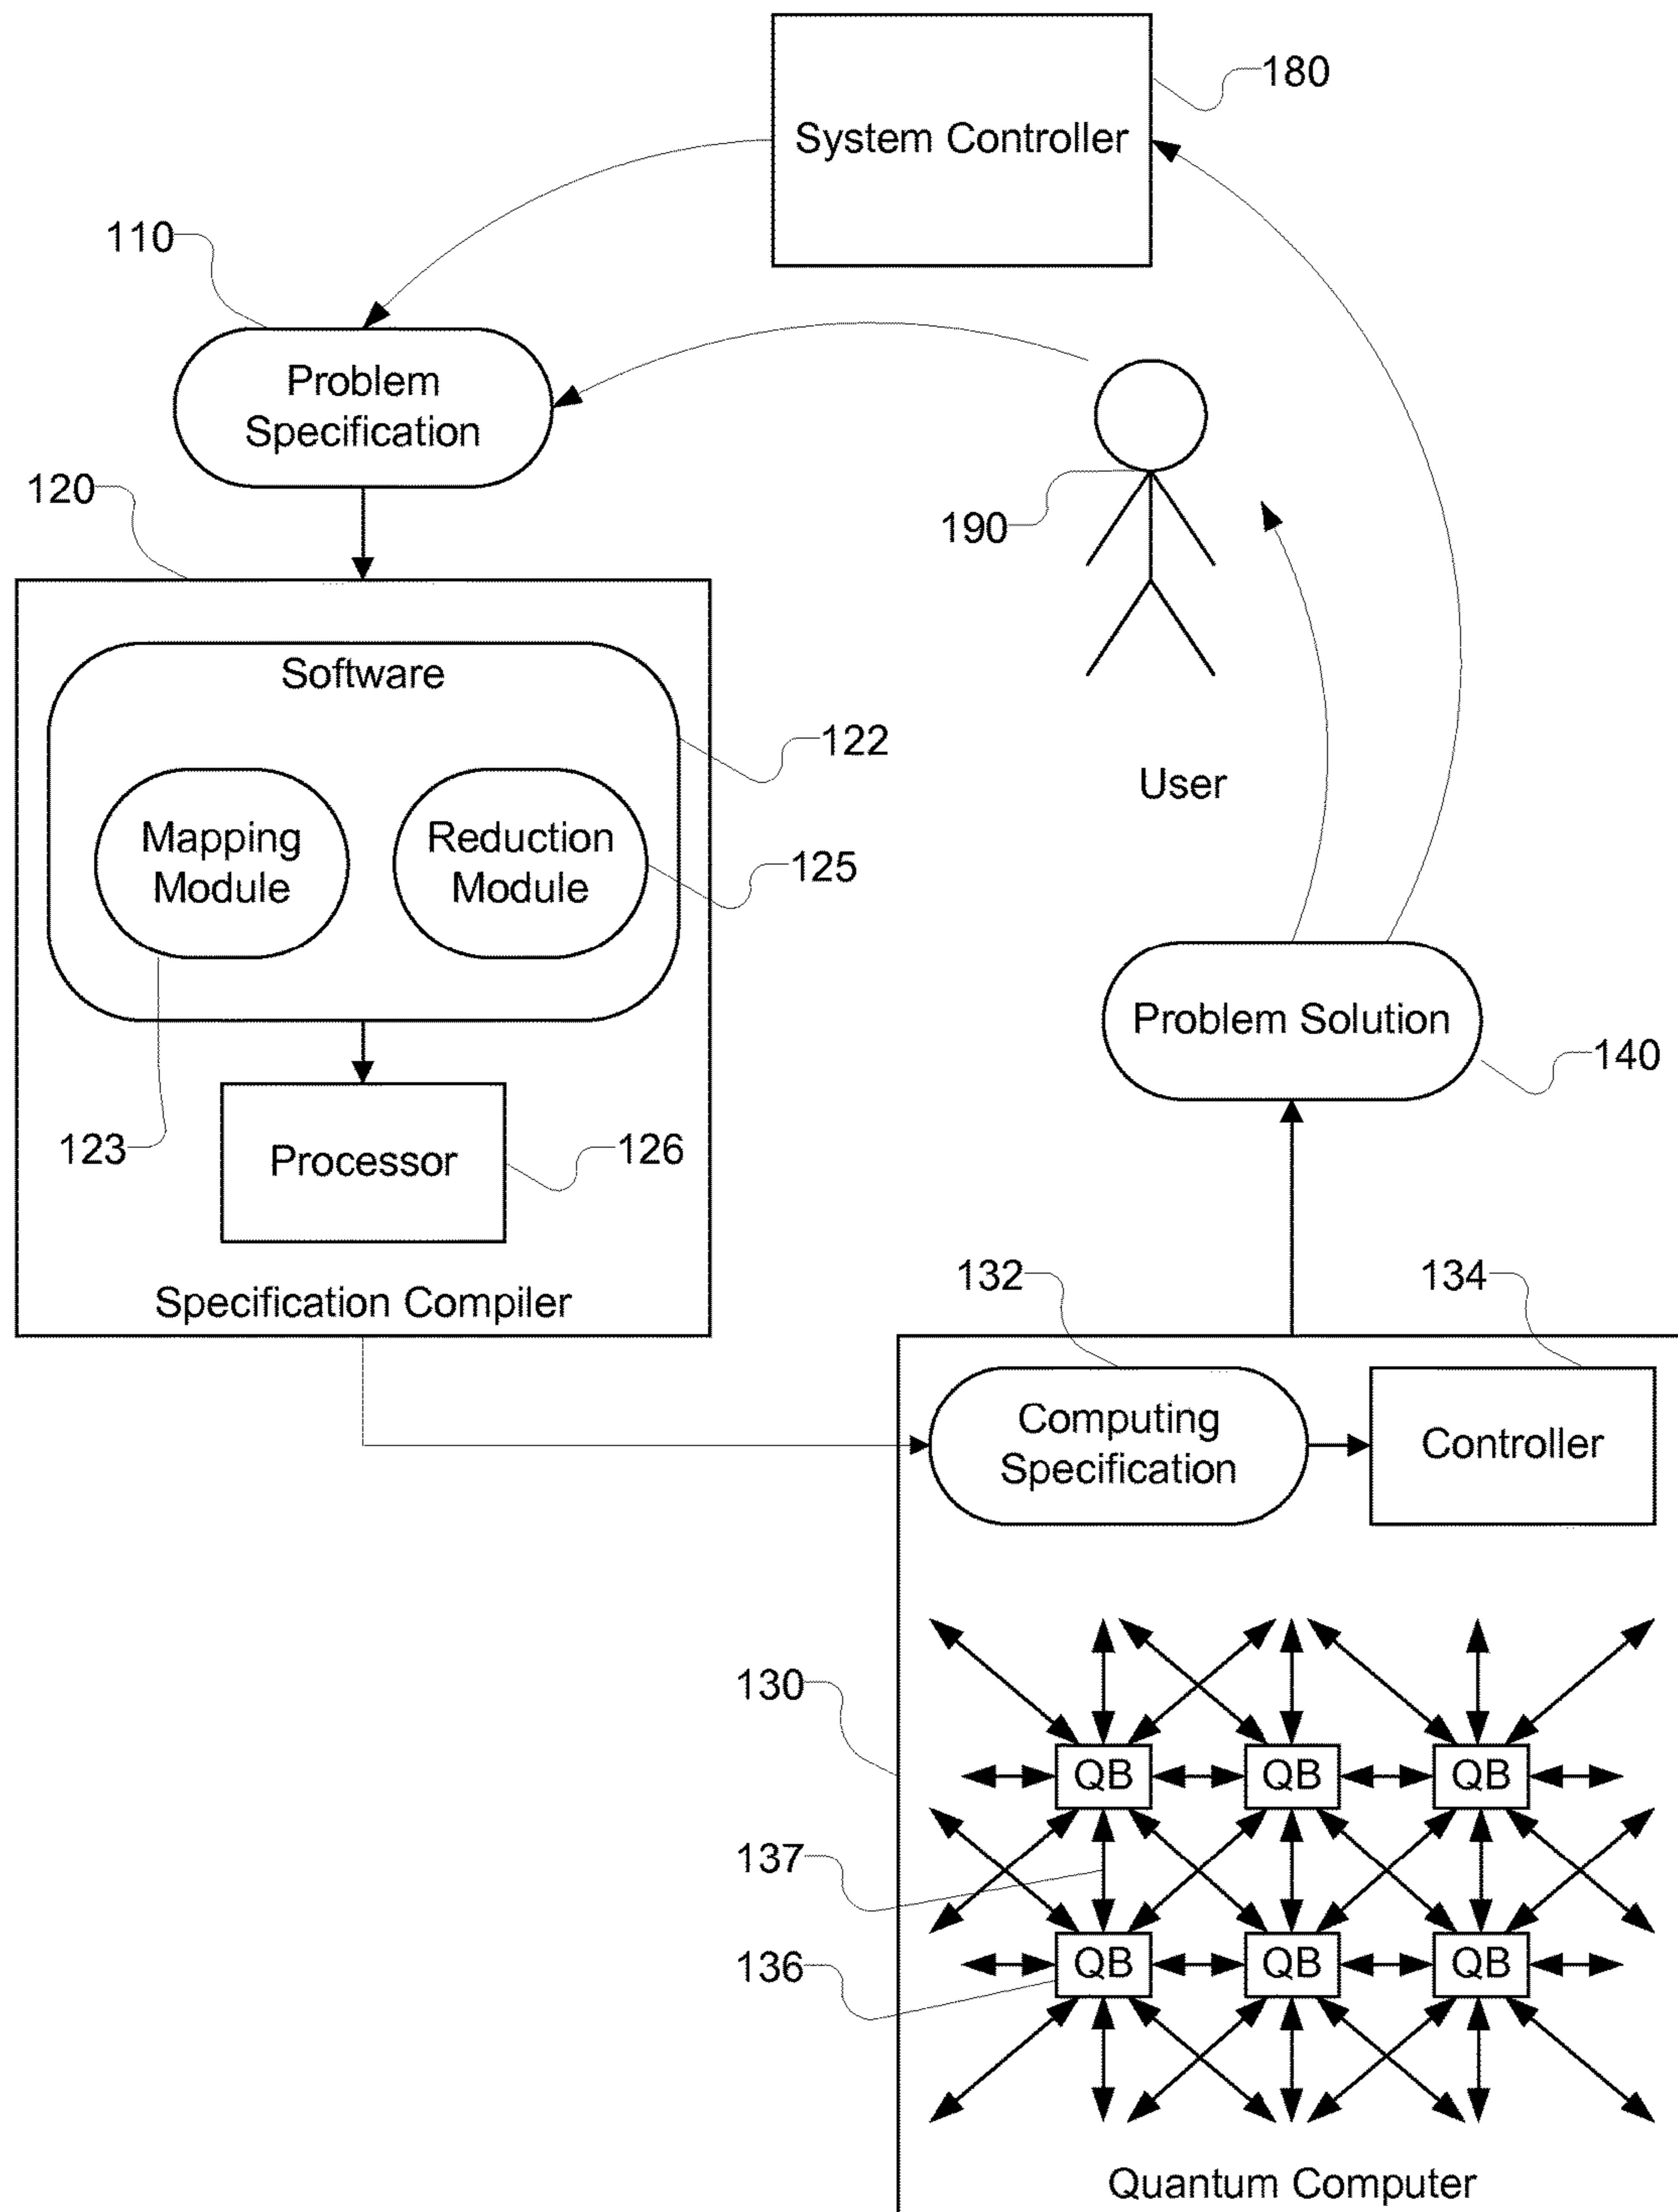 180
System Controller
110
Problem
Specification
120
190
Software
122
User
Mapping
Module
Reduction
Module
125
Problem Solution
140
123
Processor
126
Specification Compiler
132
134
Computing
Specification
Controller
130
QB
QB
QB
137
136
QB
QB
QB
Quantum Computer